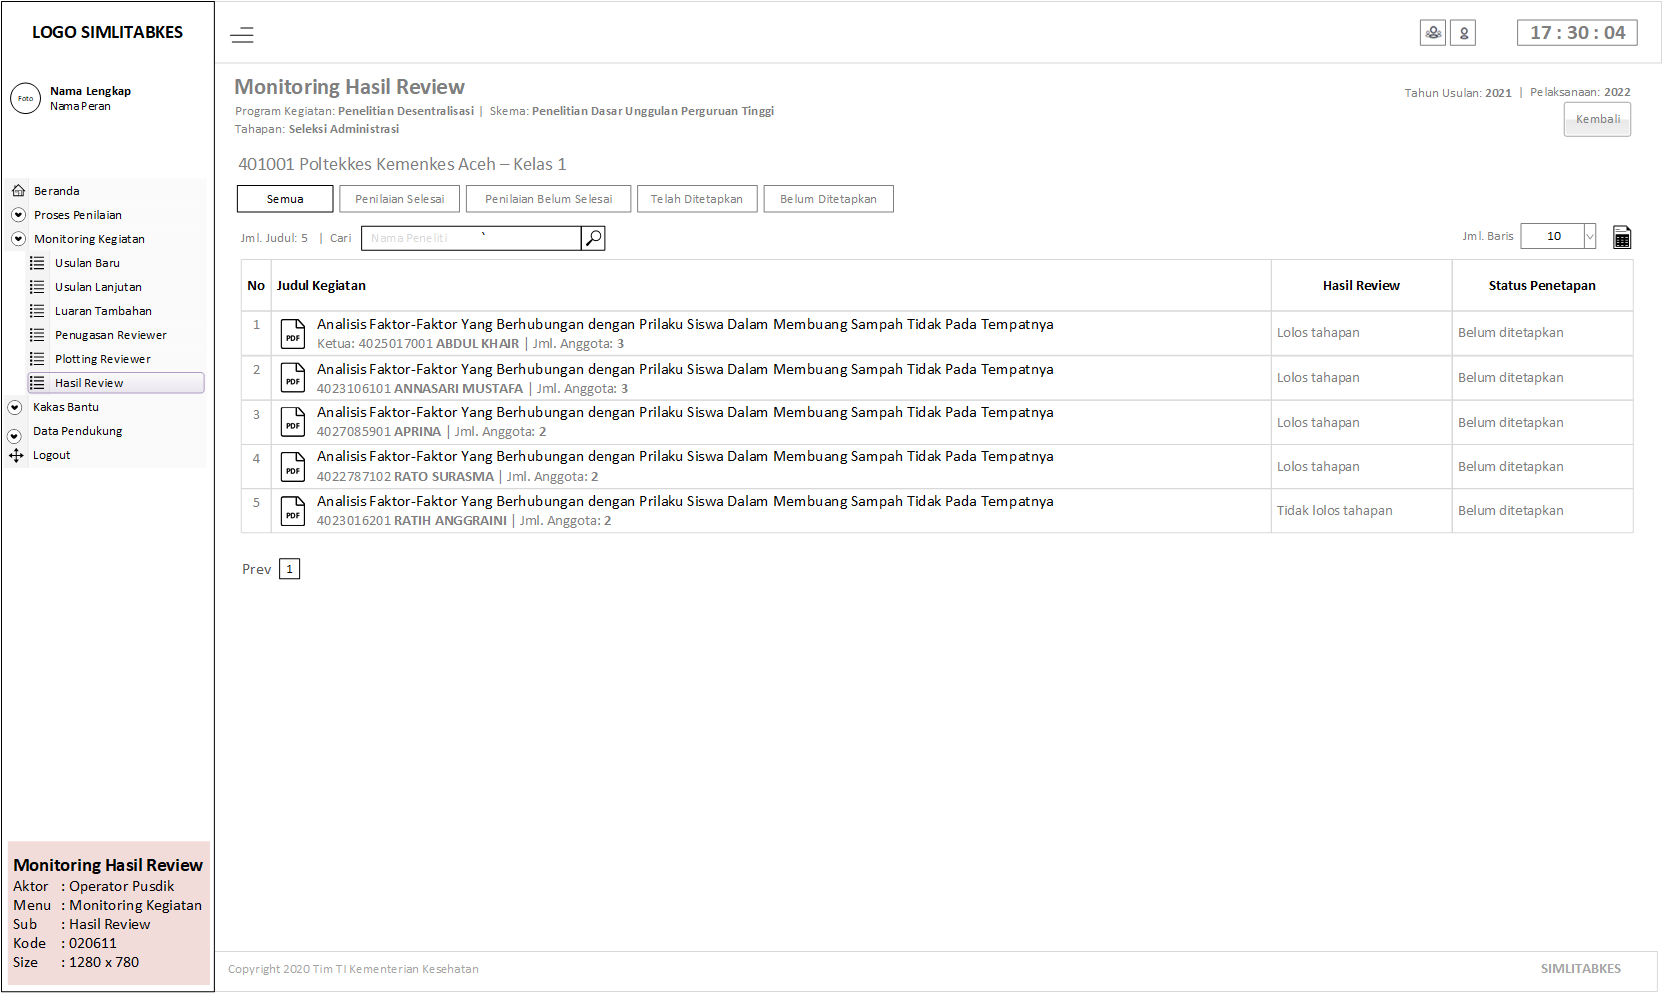 LOGO SIMLITABKES
Foto
Nama Lengkap
Nama Peran
Beranda
Proses Penilaian
Monitoring Kegiatan
Usulan Baru
Usulan Lanjutan
Luaran Tambahan
Penugasan Reviewer
Plotting Reviewer
Hasil Review
Kakas Bantu
Data Pendukung
Logout
Monitoring Hasil Review
Aktor : Operator Pusdik
Menu : Monitoring Kegiatan
Sub : Hasil Review
Kode : 020611
Size : 1280 x 780
17 : 30 : 04
Monitoring Hasil Review
Program Kegiatan: Penelitian Desentralisasi | Skema: Penelitian Dasar Unggulan Perguruan Tinggi
Tahapan: Seleksi Administrasi
Tahun Usulan: 2021 | Pelaksanaan: 2022
Kembali
401001 Poltekkes Kemenkes Aceh – Kelas 1
Semua Penilaian Selesai Penilaian Belum Selesai Telah Ditetapkan Belum Ditetapkan
Jml. Judul: 5 | Cari Nama Peneliti ` Jml. Baris 10
No Judul Kegiatan Hasil Review Status Penetapan
1 PDF Analisis Faktor-Faktor Yang Berhubungan dengan Prilaku Siswa Dalam Membuang Sampah Tidak Pada Tempatnya
Ketua: 4025017001 ABDUL KHAIR | Jml. Anggota: 3 Lolos tahapan Belum ditetapkan
2 PDF Analisis Faktor-Faktor Yang Berhubungan dengan Prilaku Siswa Dalam Membuang Sampah Tidak Pada Tempatnya
4023106101 ANNASARI MUSTAFA | Jml. Anggota: 3 Lolos tahapan Belum ditetapkan
3 PDF Analisis Faktor-Faktor Yang Berhubungan dengan Prilaku Siswa Dalam Membuang Sampah Tidak Pada Tempatnya
4027085901 APRINA | Jml. Anggota: 2 Lolos tahapan Belum ditetapkan
4 PDF Analisis Faktor-Faktor Yang Berhubungan dengan Prilaku Siswa Dalam Membuang Sampah Tidak Pada Tempatnya
4022787102 RATO SURASMA | Jml. Anggota: 2 Lolos tahapan Belum ditetapkan
5 PDF Analisis Faktor-Faktor Yang Berhubungan dengan Prilaku Siswa Dalam Membuang Sampah Tidak Pada Tempatnya
4023016201 RATIH ANGGRAINI | Jml. Anggota: 2 Tidak lolos tahapan Belum ditetapkan
Prev 1
Copyright 2020 Tim TI Kementerian Kesehatan
SIMLITABKES